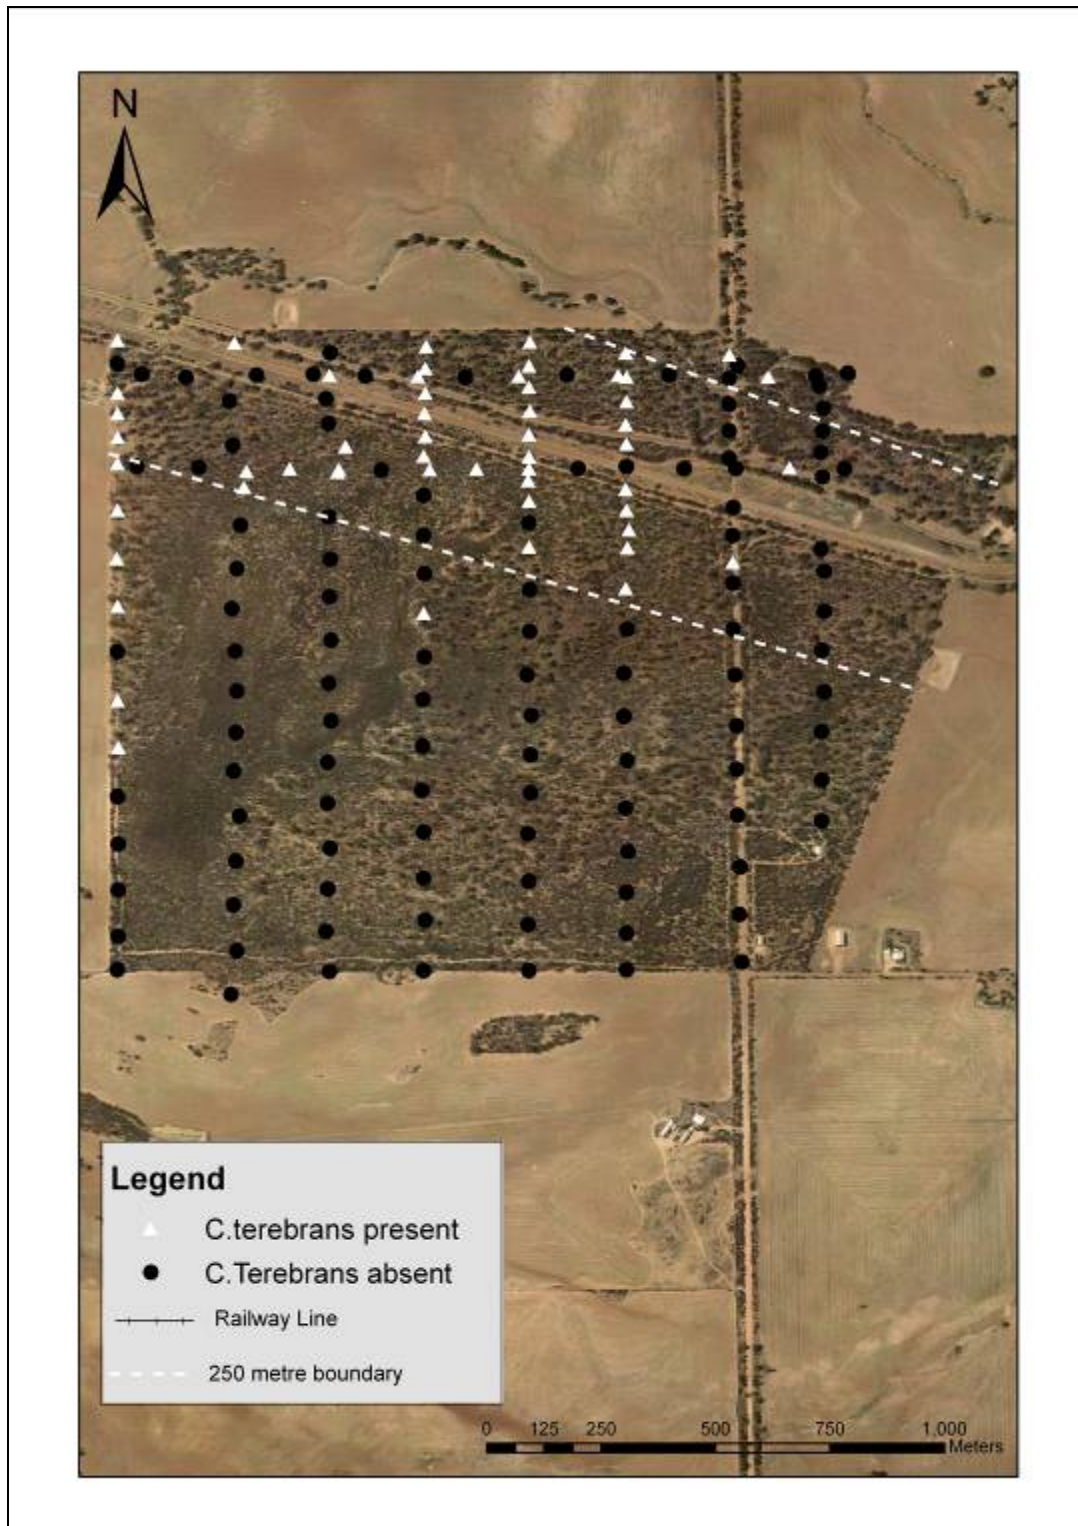 N
Legend
C.terebrans present
C.Terebrans absent
Railway Line
250 metre boundary
0 125 250 500 750 1.000
Meters